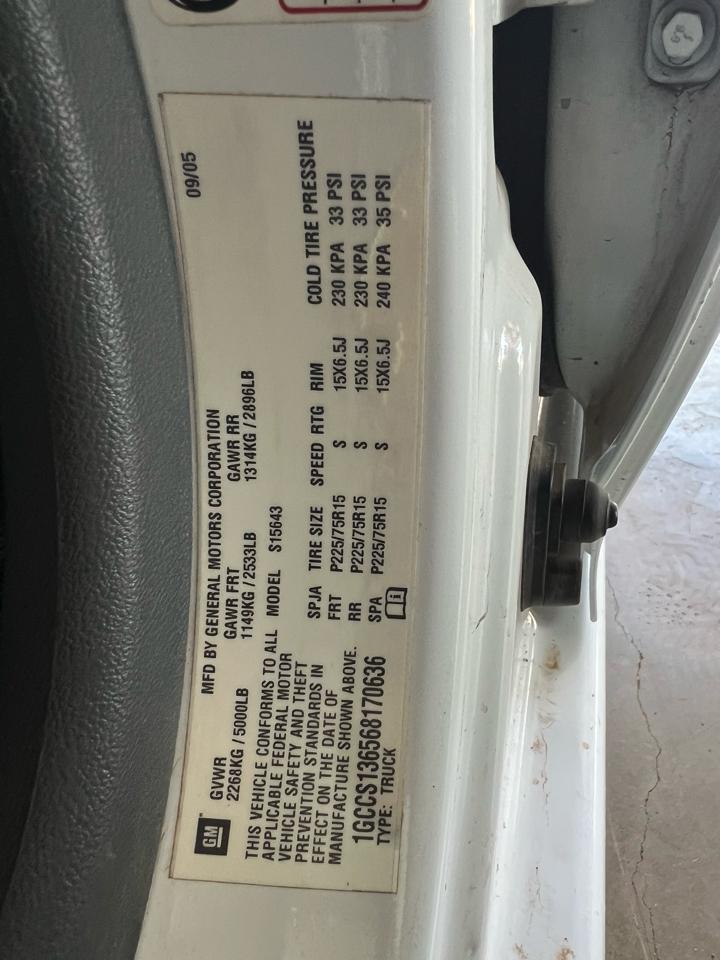 09/05
MFD BY GENERAL MOTORS CORPORATION
GVWR GAWR FRT GAWR RR
2268KG / 5000LB 1149KG / 2533LB 1314KG / 2896LB
THIS VEHICLE CONFORMS TO ALL
APPLICABLE FEDERAL MOTOR
VEHICLE SAFETY AND THEFT
PREVENTION STANDARDS IN
EFFECT ON THE DATE OF
MANUFACTURE SHOWN ABOVE.
1GCCS136568170636
TYPE: TRUCK
MODEL S15643
SPJA TIRE SIZE SPEED RTG RIM COLD TIRE PRESSURE
FRT P225/75R15 S 15X6.5J 230 KPA 33 PSI
RR P225/75R15 S 15X6.5J 230 KPA 33 PSI
SPA P225/75R15 S 15X6.5J 240 KPA 35 PSI
GM